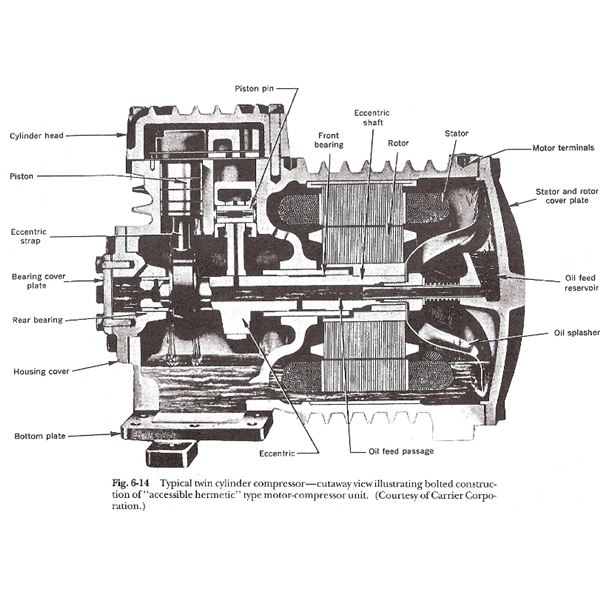 Piston pin
Eccentric
shaft
Front
bearing
Rotor
Stator
Cylinder head
Motor terminals
Piston
Stator and rotor
cover plate
Eccentric
strap
Bearing cover
plate
Oil feed
reservoir
Rear bearing
Oil splasher
Housing cover
Bottom plate
Eccentric
Oil feed passage
Fig. 6-14 Typical twin cylinder compressor—cutaway view illustrating bolted construc-
tion of "accessible hermetic" type motor-compressor unit. (Courtesy of Carrier Corpo-
ration.)